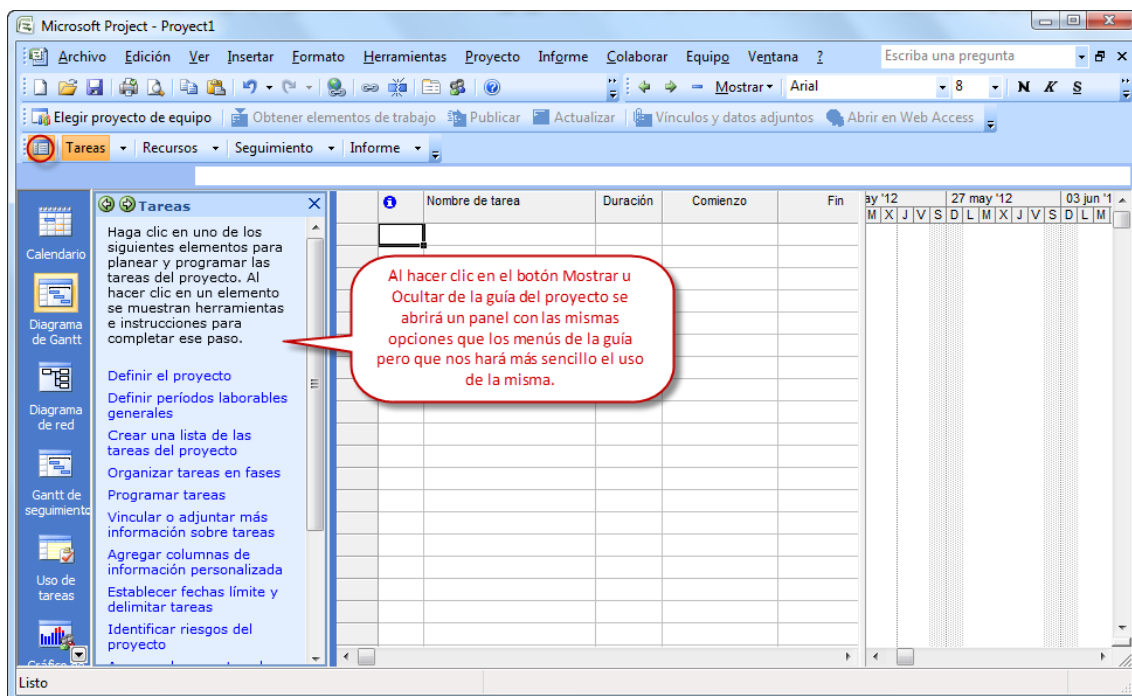 Microsoft Project - Proyect1
Archivo Edición Ver Insertar Formato Herramientas Proyecto Informe Colaborar Equipo Ventana ? Escriba una pregunta
Mostrar Arial 8 N K S
Elegir proyecto de equipo Obtener elementos de trabajo Publicar Actualizar Vínculos y datos adjuntos Abrir en Web Access
Tareas Recursos Seguimiento Informe
Calendario
Diagrama
de Gantt
Diagrama
de red
Gantt de
seguimiento
Uso de
tareas
Tareas
Haga clic en uno de los
siguientes elementos para
planear y programar las
tareas del proyecto. Al
hacer clic en un elemento
se muestran herramientas
e instrucciones para
completar ese paso.
Definir el proyecto
Definir períodos laborables
generales
Crear una lista de las
tareas del proyecto
Organizar tareas en fases
Programar tareas
Vincular o adjuntar más
información sobre tareas
Agregar columnas de
información personalizada
Establecer fechas límite y
delimitar tareas
Identificar riesgos del
proyecto
Nombre de tarea Duración Comienzo Fin
ay '12 27 may '12 03 jun '1
M X J V S D L M X J V S D L M
Al hacer clic en el botón Mostrar u
Ocultar de la guía del proyecto se
abrirá un panel con las mismas
opciones que los menús de la guía
pero que nos hará más sencillo el uso
de la misma.
Listo